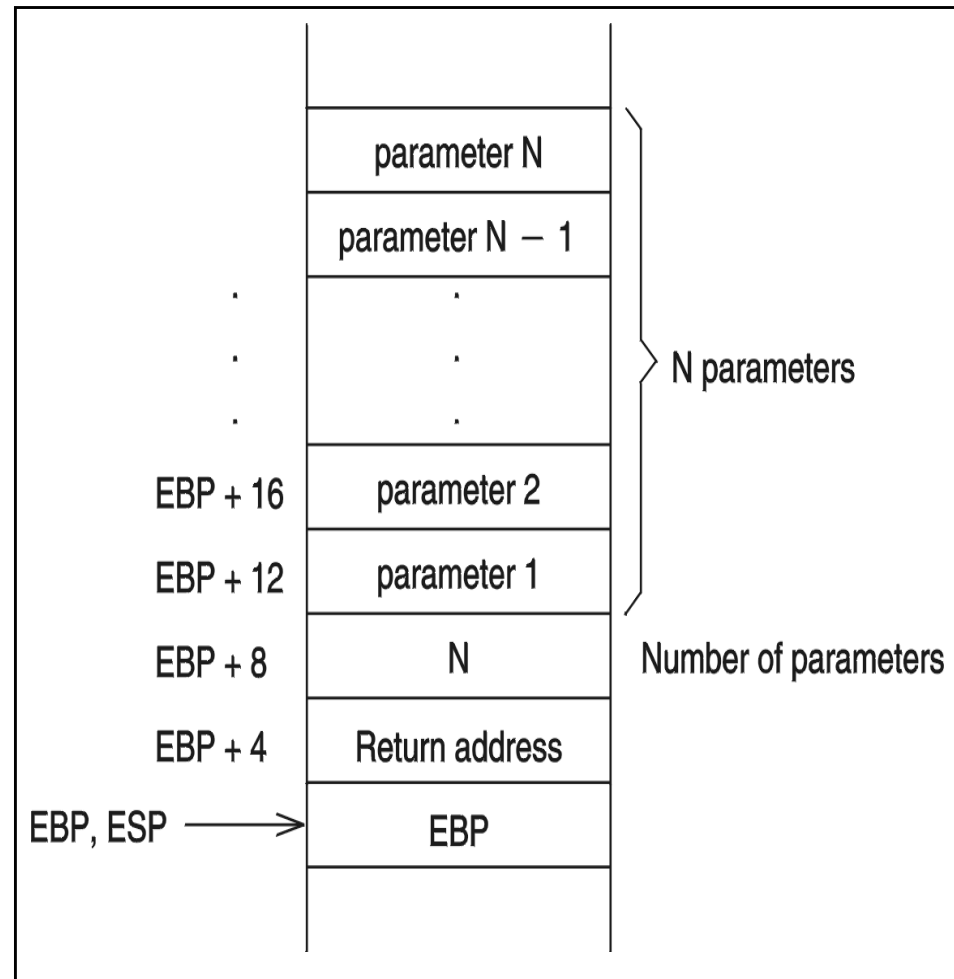 parameter N
parameter N – 1
. .
. .
N parameters
. .
EBP + 16 parameter 2
EBP + 12 parameter 1
EBP + 8 N Number of parameters
EBP + 4 Return address
EBP, ESP EBP